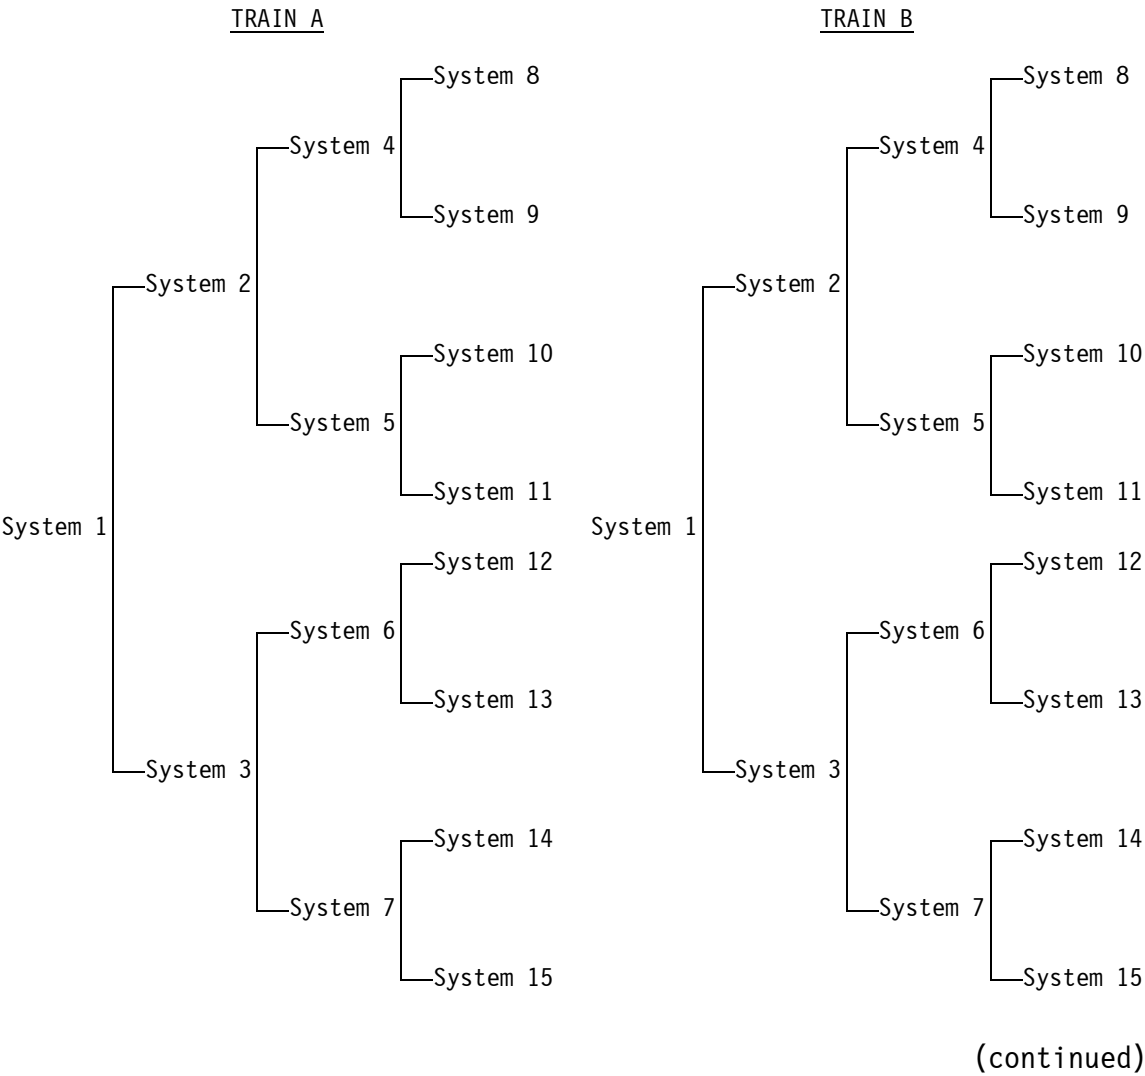 TRAIN A TRAIN B
System 8 System 8
System 4 System 4
System 9 System 9
System 2 System 2
System 10 System 10
System 5 System 5
System 11 System 11
System 1 System 1
System 12 System 12
System 6 System 6
System 13 System 13
System 3 System 3
System 14 System 14
System 7 System 7
System 15 System 15
(continued)